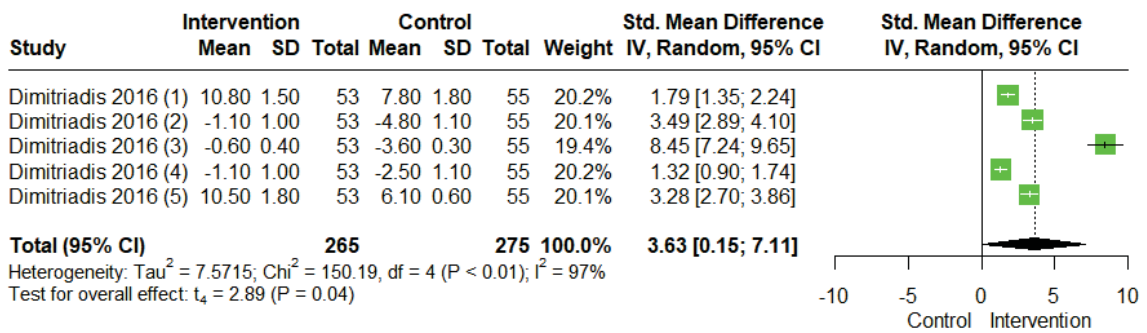 Intervention Control Std. Mean Difference Std. Mean Difference
Study Mean SD Total Mean SD Total Weight IV, Random, 95% CI IV, Random, 95% CI
Dimitriadis 2016 (1) 10.80 1.50 53 7.80 1.80 55 20.2% 1.79 [1.35; 2.24]
Dimitriadis 2016 (2) -1.10 1.00 53 -4.80 1.10 55 20.1% 3.49 [2.89; 4.10]
Dimitriadis 2016 (3) -0.60 0.40 53 -3.60 0.30 55 19.4% 8.45 [7.24; 9.65]
Dimitriadis 2016 (4) -1.10 1.00 53 -2.50 1.10 55 20.2% 1.32 [0.90; 1.74]
Dimitriadis 2016 (5) 10.50 1.80 53 6.10 0.60 55 20.1% 3.28 [2.70; 3.86]
Total (95% CI) 265 275 100.0% 3.63 [0.15; 7.11]
Heterogeneity: Tau² = 7.5715; Chi² = 150.19, df = 4 (P < 0.01); I² = 97%
Test for overall effect: t₄ = 2.89 (P = 0.04)
-10 -5 0 5 10
Control Intervention